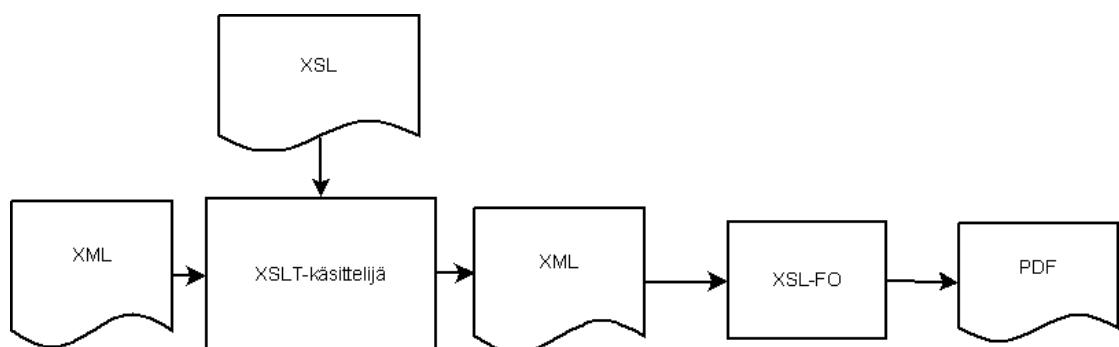 XSL
XML
XSLT-käsittelijä
XML
XSL-FO
PDF